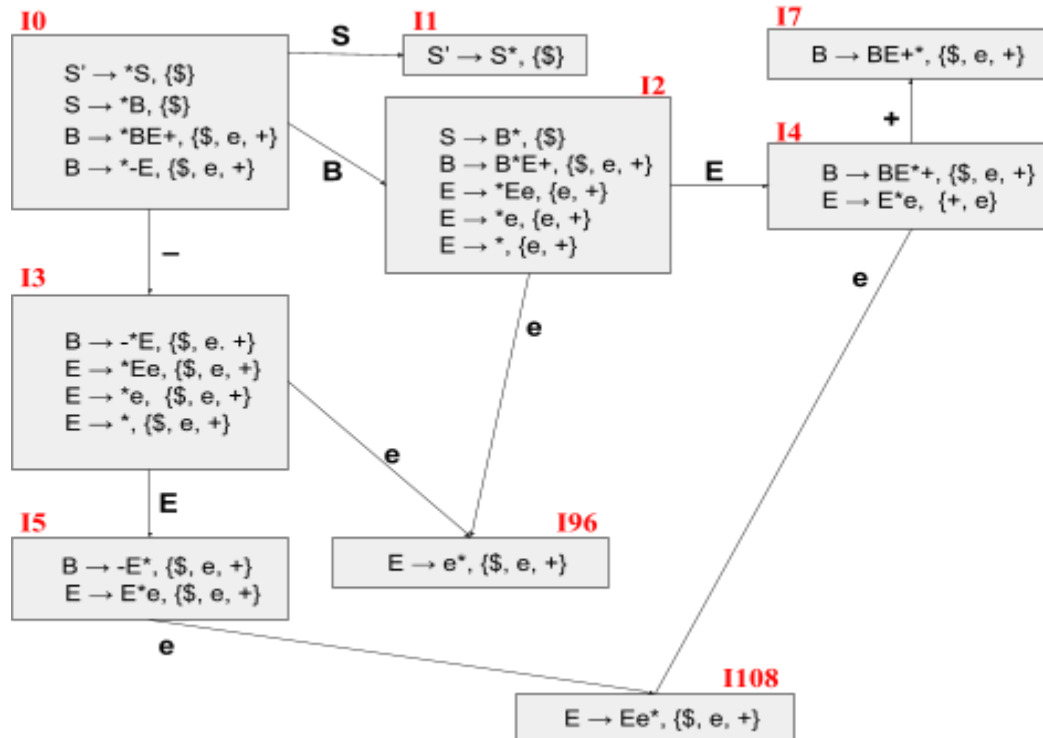 I0
S' → *S, {$}
S → *B, {$}
B → *BE+, {$, e, +}
B → *-E, {$, e, +}
S
I1
S' → S*, {$}
B
I2
S → B*, {$}
B → B*E+, {$, e, +}
E → *Ee, {e, +}
E → *e, {e, +}
E → *, {e, +}
E
I7
B → BE+*, {$, e, +}
+
I4
B → BE*+, {$, e, +}
E → E*e, {+, e}
–
I3
B → -*E, {$, e. +}
E → *Ee, {$, e, +}
E → *e, {$, e, +}
E → *, {$, e, +}
e
e
e
E
I5
B → -E*, {$, e, +}
E → E*e, {$, e, +}
I96
E → e*, {$, e, +}
e
I108
E → Ee*, {$, e, +}